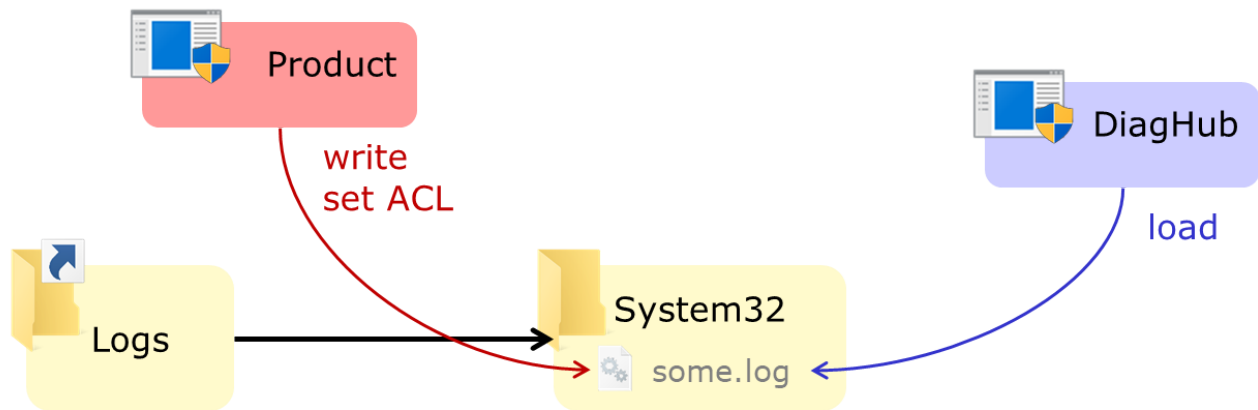 Product
DiagHub
write
set ACL
load
Logs
System32
some.log